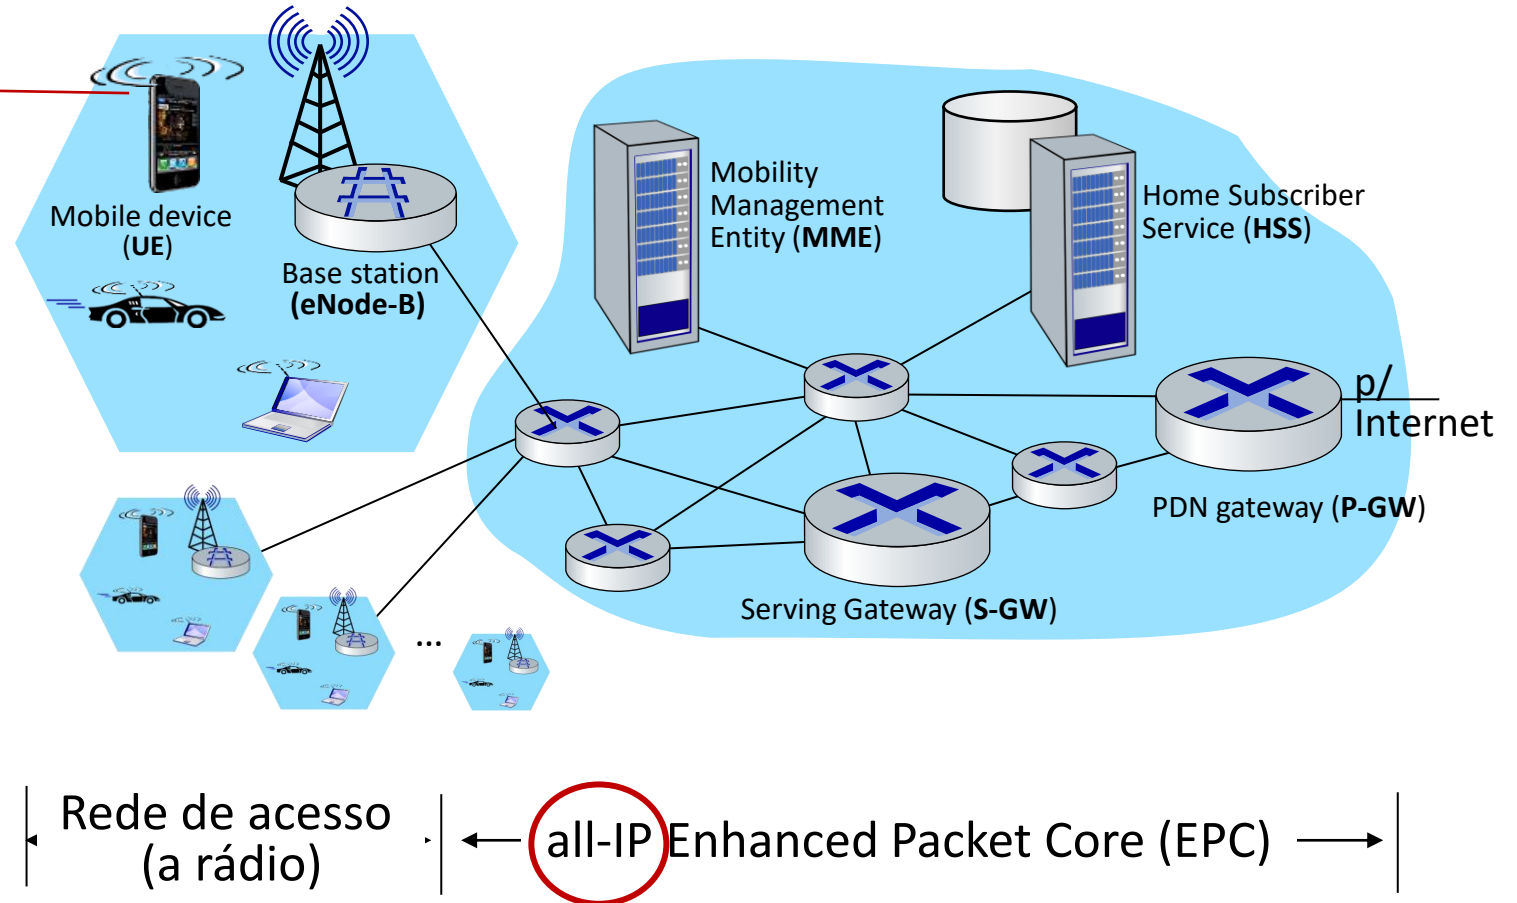 Mobile device
(UE)
Base station
(eNode-B)
Mobility
Management
Entity (MME)
Home Subscriber
Service (HSS)
p/
Internet
PDN gateway (P-GW)
Serving Gateway (S-GW)
...
Rede de acesso
(a rádio)
all-IP Enhanced Packet Core (EPC)